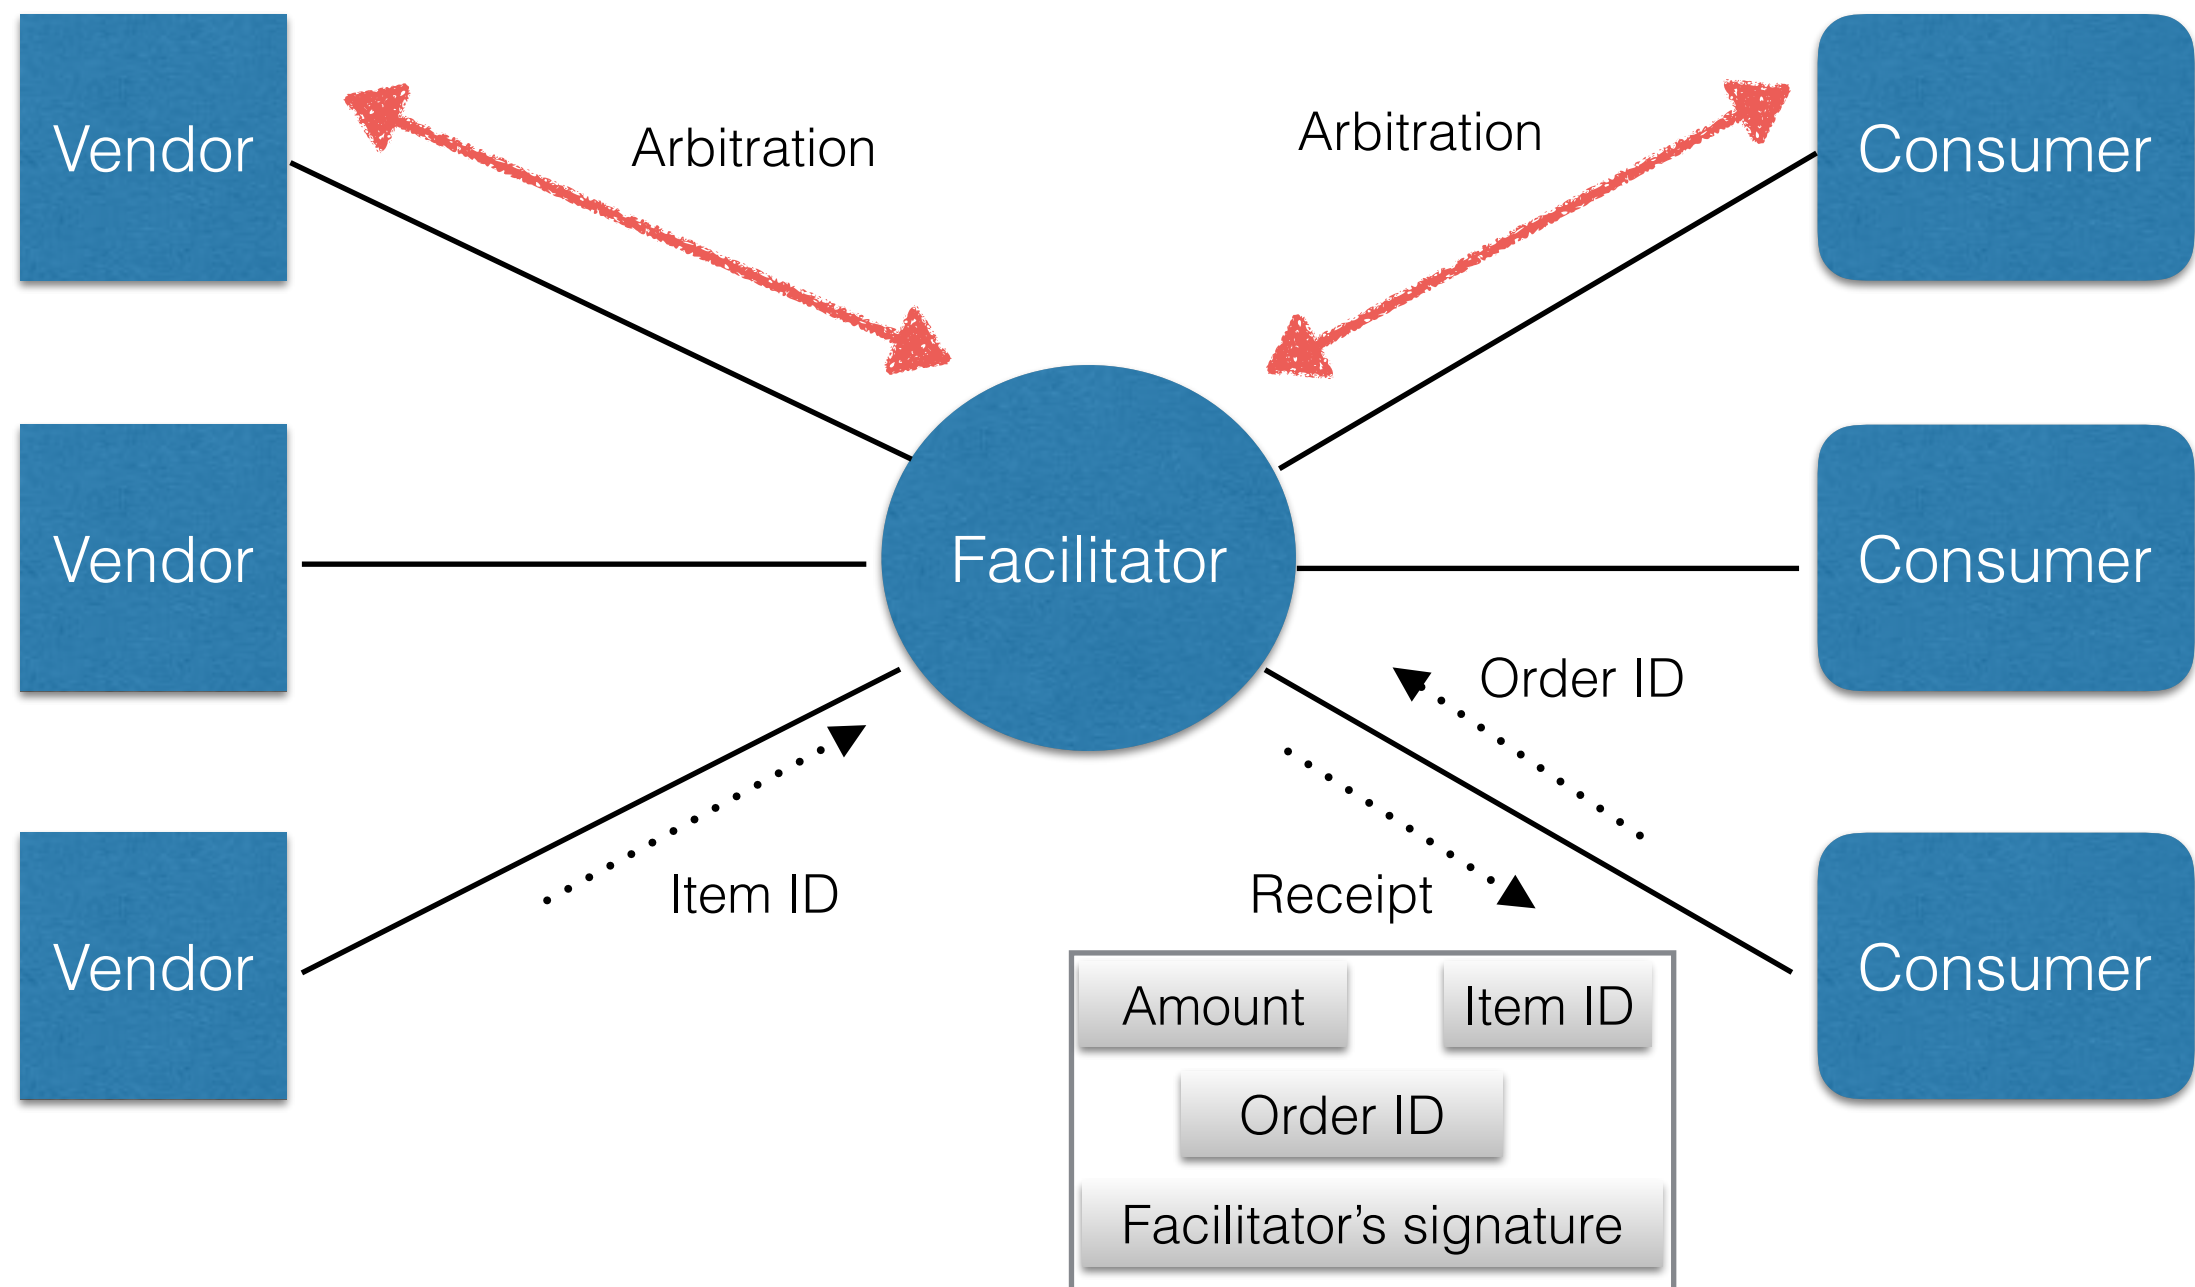 Vendor
Arbitration
Arbitration
Consumer
Vendor
Facilitator
Consumer
Order ID
Item ID
Receipt
Vendor
Consumer
Amount
Item ID
Order ID
Facilitator’s signature